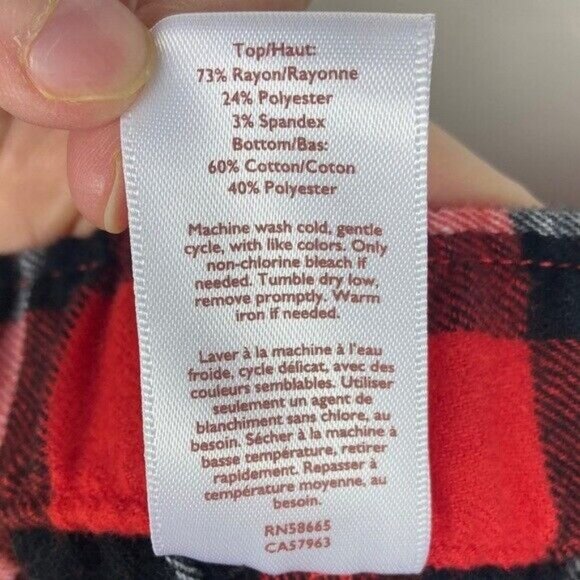 Top/Haut:
73% Rayon/Rayonne
24% Polyester
3% Spandex
Bottom/Bas:
60% Cotton/Coton
40% Polyester
Machine wash cold, gentle
cycle, with like colors. Only
non-chlorine bleach if
needed. Tumble dry low,
remove promptly. Warm
iron if needed.
Laver à la machine à l'eau
froide, cycle délicat, avec des
couleurs semblables. Utiliser
seulement un agent de
blanchiment sans chlore, au
besoin. Sécher à la machine à
basse température, retirer
rapidement. Repasser à
température moyenne, au
besoin.
RN58665
CA57963